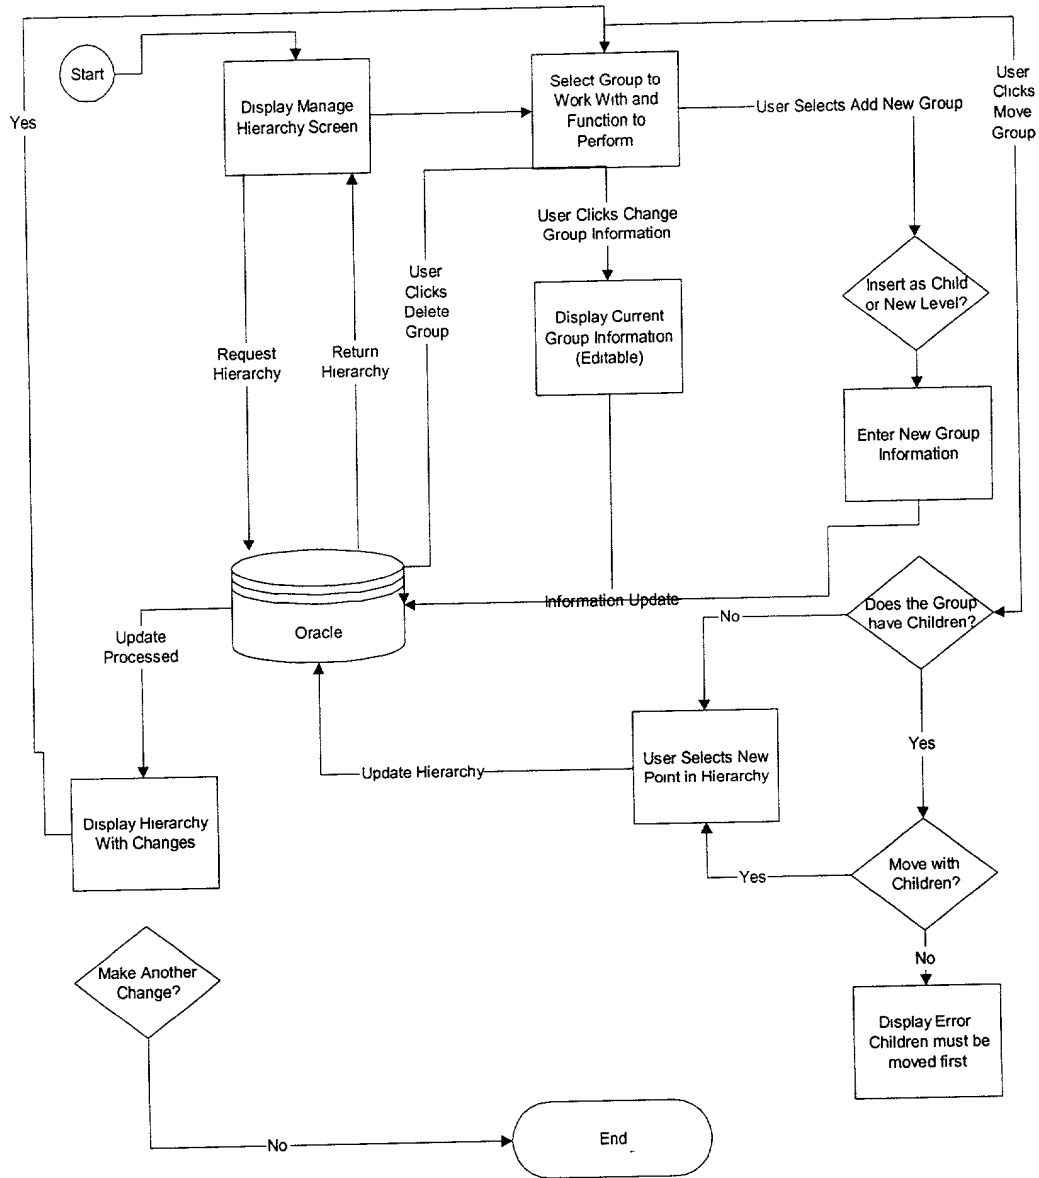 Start
Yes
Display Manage
Hierarchy Screen
Select Group to
Work With and
Function to
Perform
User Selects Add New Group
User
Clicks
Move
Group
User Clicks Change
Group Information
User
Clicks
Delete
Group
Insert as Child
or New Level?
Display Current
Group Information
(Editable)
Request
Hierarchy
Return
Hierarchy
Enter New Group
Information
Information Update
Oracle
Does the Group
have Children?
No
Update
Processed
Yes
User Selects New
Point in Hierarchy
Update Hierarchy
Display Hierarchy
With Changes
Move with
Children?
Yes
No
Make Another
Change?
Display Error
Children must be
moved first
No
End